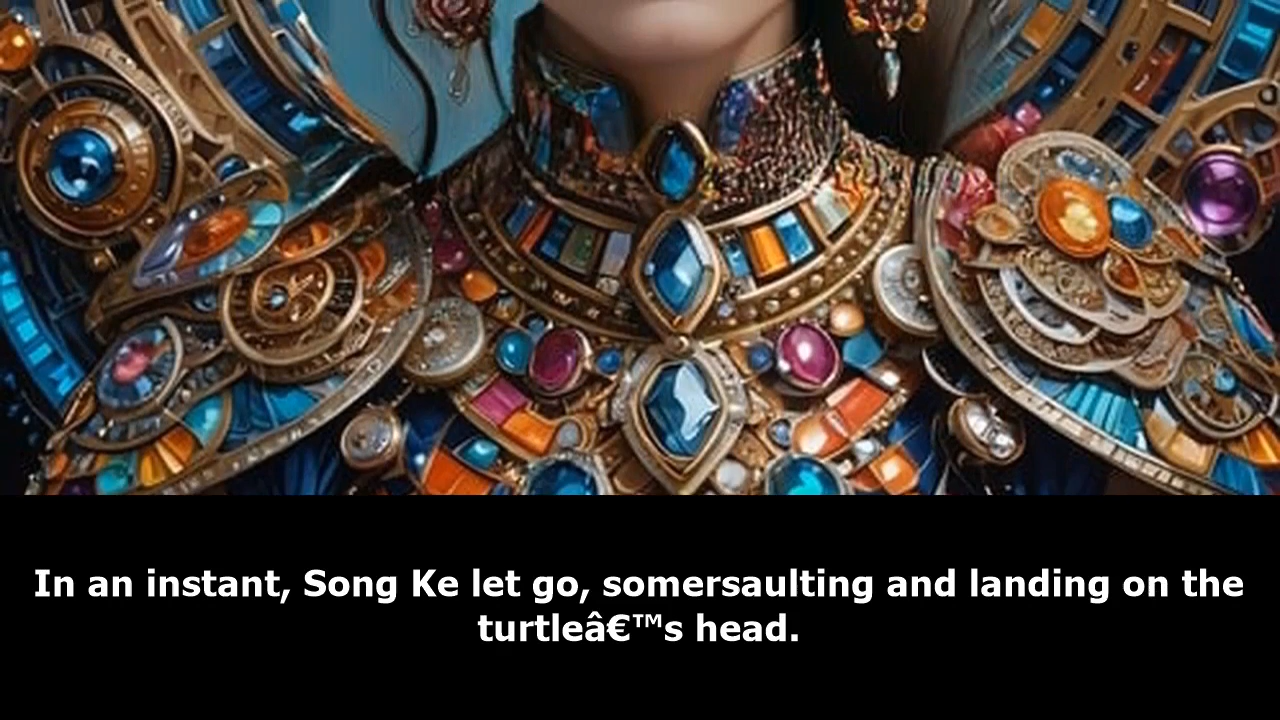 In an instant, Song Ke let go, somersaulting and landing on the
turtleâ€™s head.